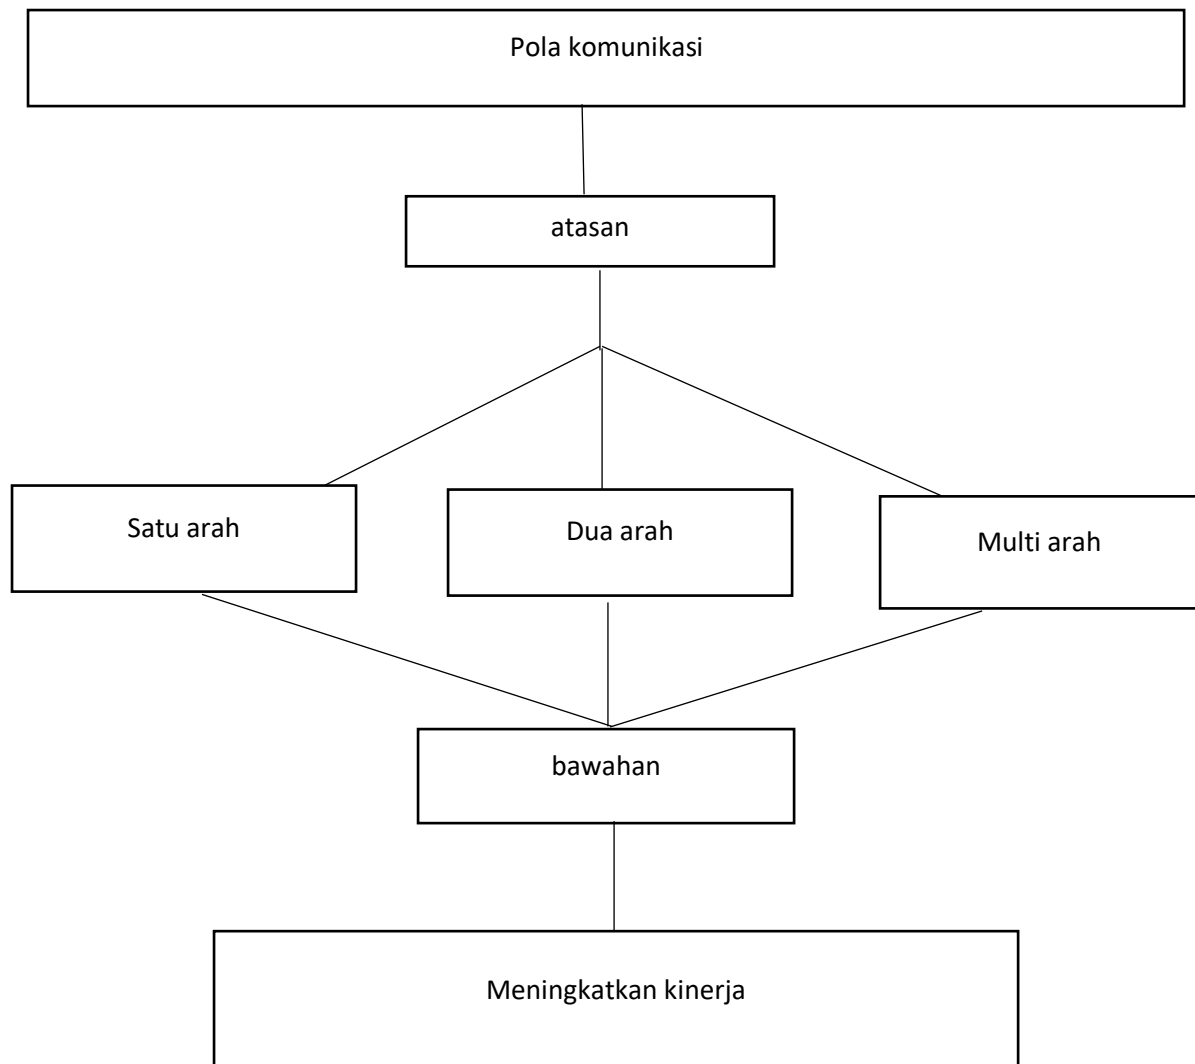 Pola komunikasi
atasan
Satu arah
Dua arah
Multi arah
bawahan
Meningkatkan kinerja